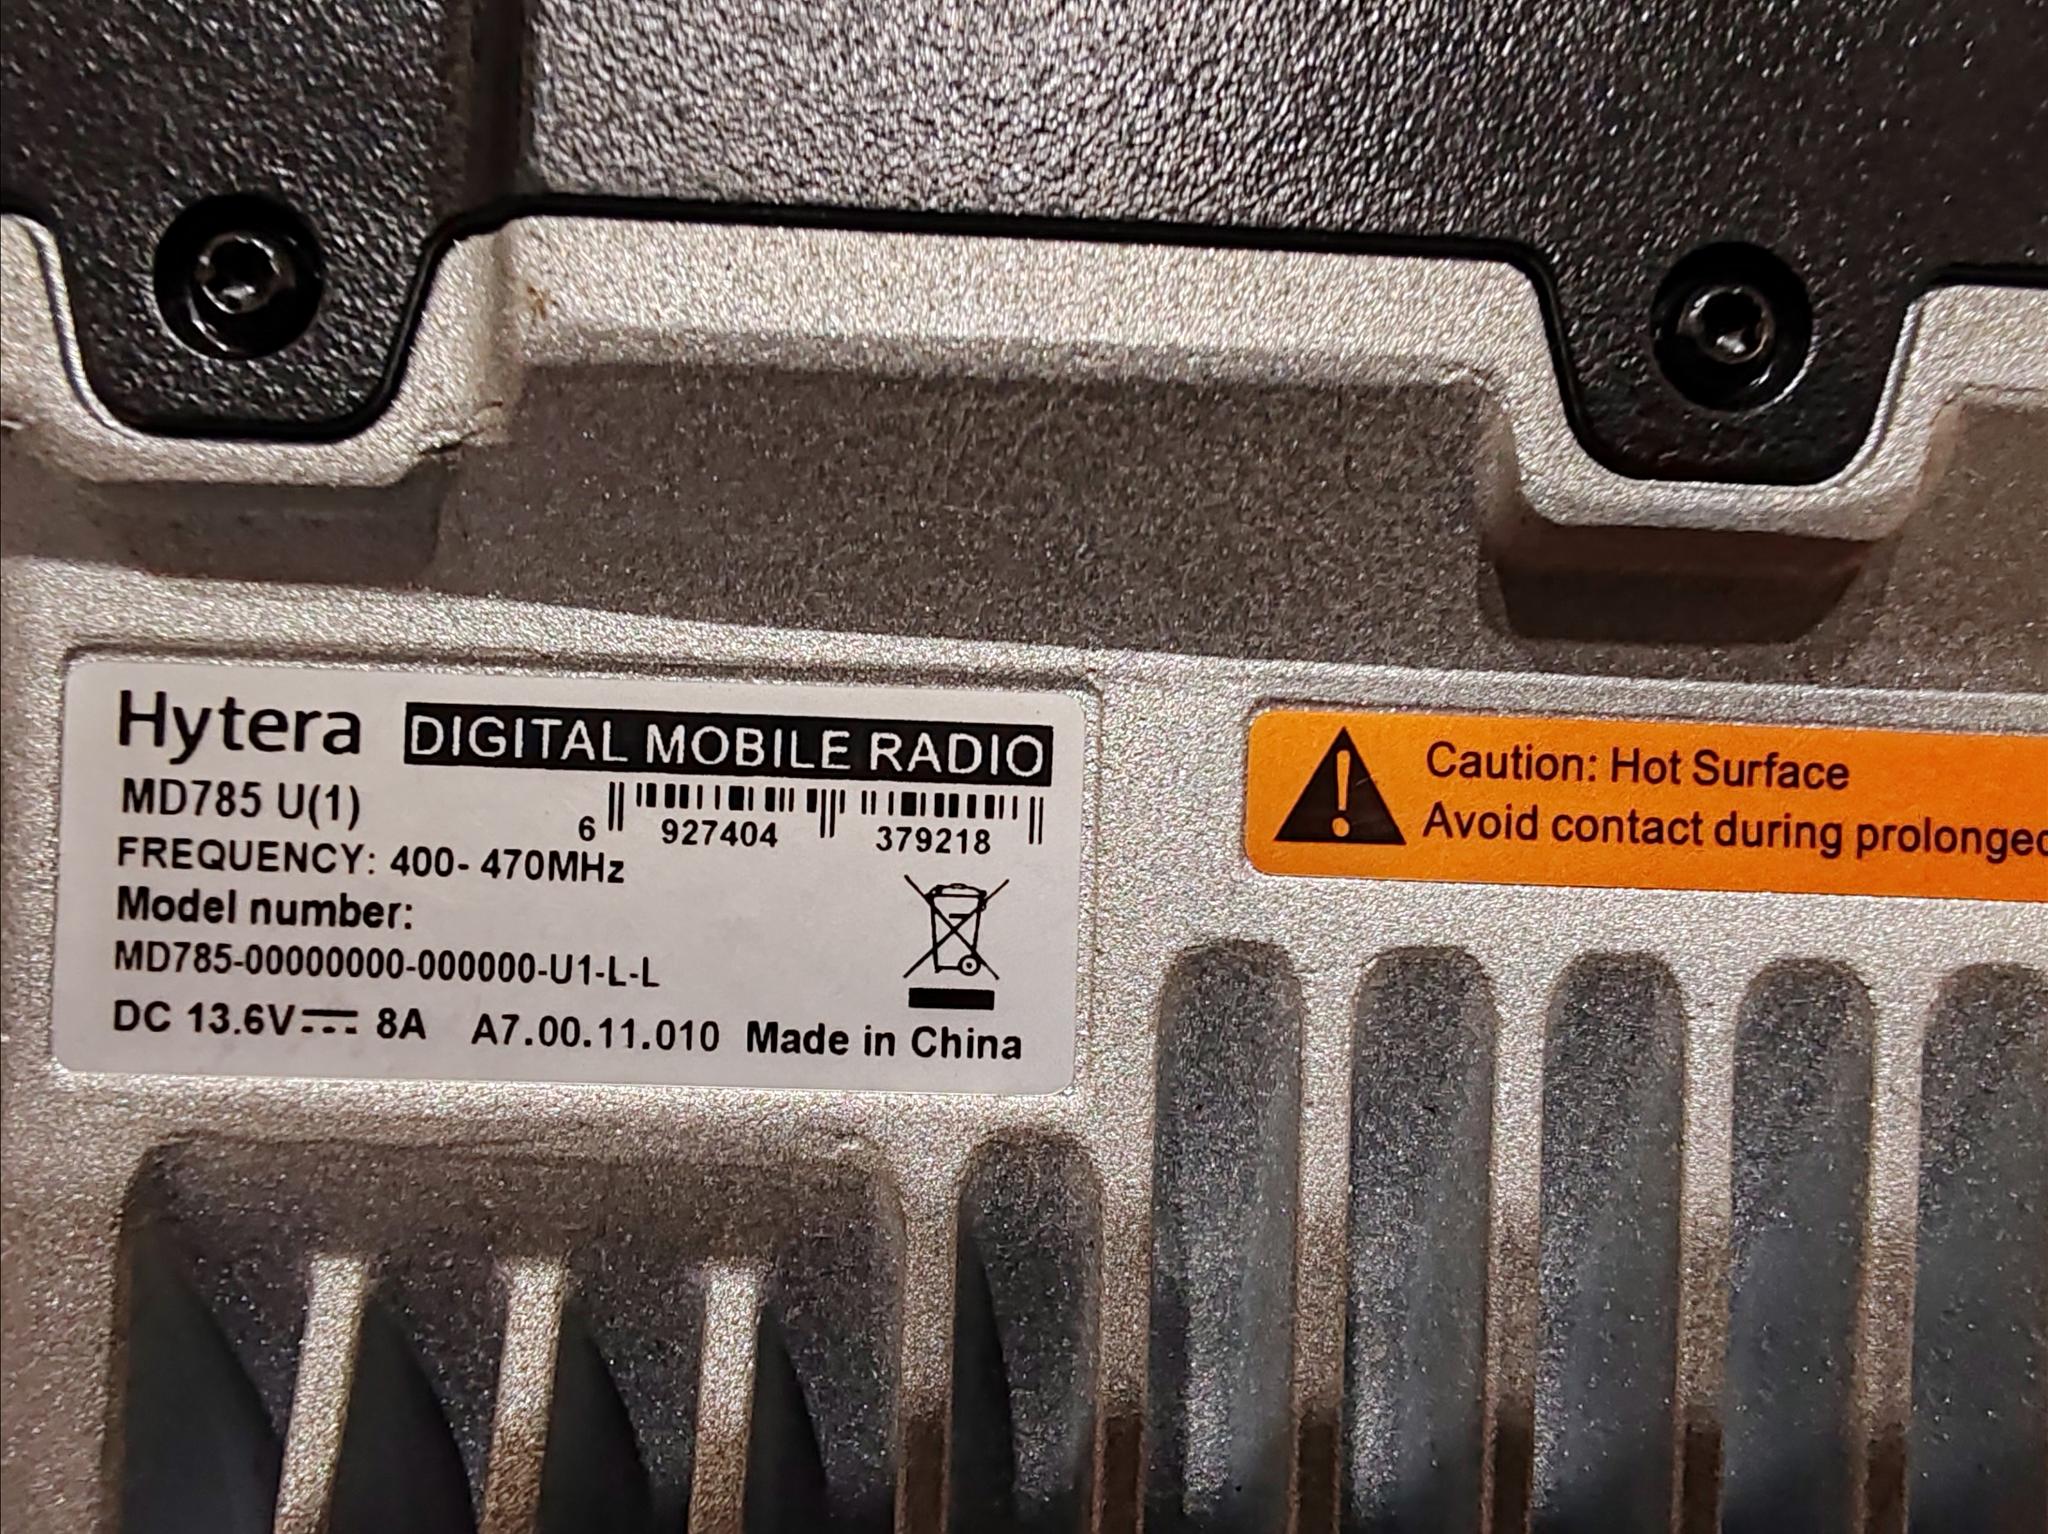 Hytera DIGITAL MOBILE RADIO
MD785 U(1)
6 927404 379218
FREQUENCY: 400- 470MHz
Model number:
MD785-00000000-000000-U1-L-L
DC 13.6V⎓ 8A A7.00.11.010 Made in China
Caution: Hot Surface
Avoid contact during prolonged